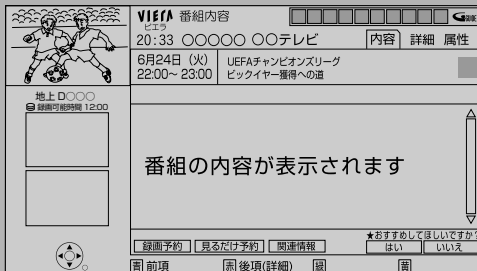 VIErA 番組内容
ビエラ
GGUIDE
20:33 ○○○○○ ○○テレビ
内容 詳細 属性
6月24日（火）
22:00～23:00
UEFAチャンピオンズリーグ
ビックイヤー獲得への道
地上 D○○○
録画可能時間 12:00
番組の内容が表示されます
★おすすめしてほしいですか?
はい いいえ
録画予約 見るだけ予約 関連情報
青 前項 赤 後項(詳細) 緑 黄